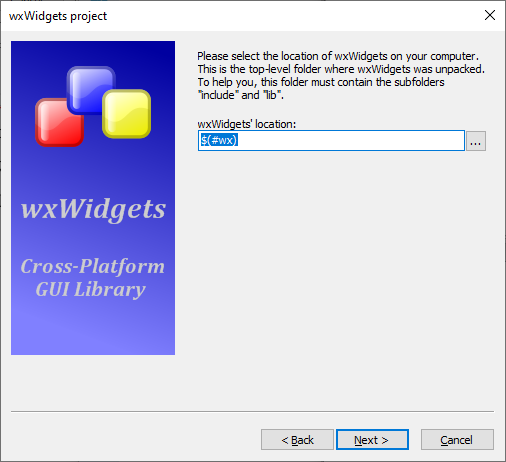 wxWidgets project
Please select the location of wxWidgets on your computer.
This is the top-level folder where wxWidgets was unpacked.
To help you, this folder must contain the subfolders
"include" and "lib".
wxWidgets' location:
$(#wx)
...
wxWidgets
Cross-Platform
GUI Library
< Back
Next >
Cancel